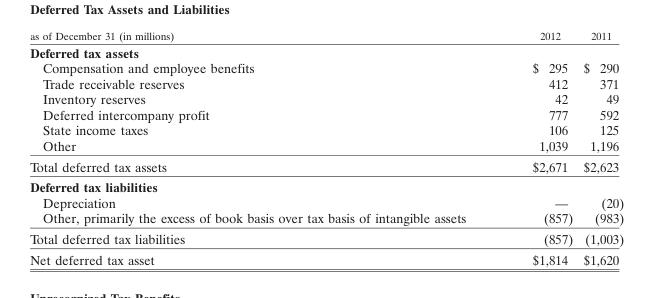 Deferred Tax Assets and Liabilities
as of December 31 (in millions) 2012 2011
Deferred tax assets
Compensation and employee benefits $ 295 $ 290
Trade receivable reserves 412 371
Inventory reserves 42 49
Deferred intercompany profit 777 592
State income taxes 106 125
Other 1,039 1,196
Total deferred tax assets $2,671 $2,623
Deferred tax liabilities
Depreciation — (20)
Other, primarily the excess of book basis over tax basis of intangible assets (857) (983)
Total deferred tax liabilities (857) (1,003)
Net deferred tax asset $1,814 $1,620
Unrecognized Tax Benefits